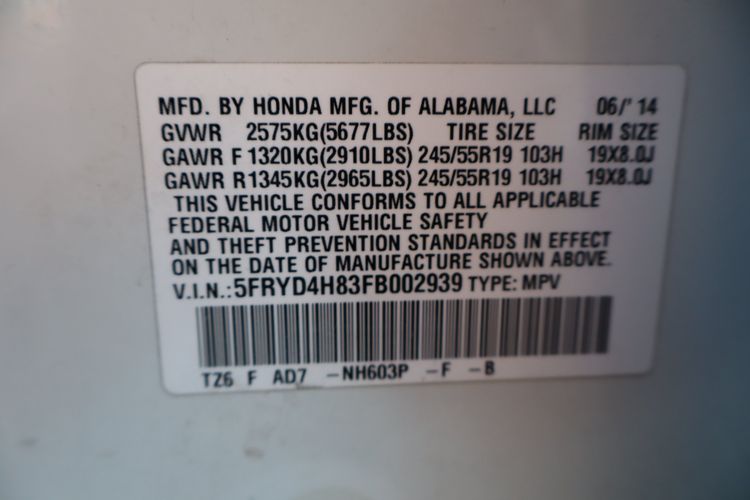 MFD. BY HONDA MFG. OF ALABAMA, LLC 06/' 14
GVWR 2575KG(5677LBS) TIRE SIZE RIM SIZE
GAWR F 1320KG(2910LBS) 245/55R19 103H 19X8.0J
GAWR R1345KG(2965LBS) 245/55R19 103H 19X8.0J
THIS VEHICLE CONFORMS TO ALL APPLICABLE
FEDERAL MOTOR VEHICLE SAFETY
AND THEFT PREVENTION STANDARDS IN EFFECT
ON THE DATE OF MANUFACTURE SHOWN ABOVE.
V.I.N.:5FRYD4H83FB002939 TYPE: MPV
TZ6 F AD7 -NH603P -F -B